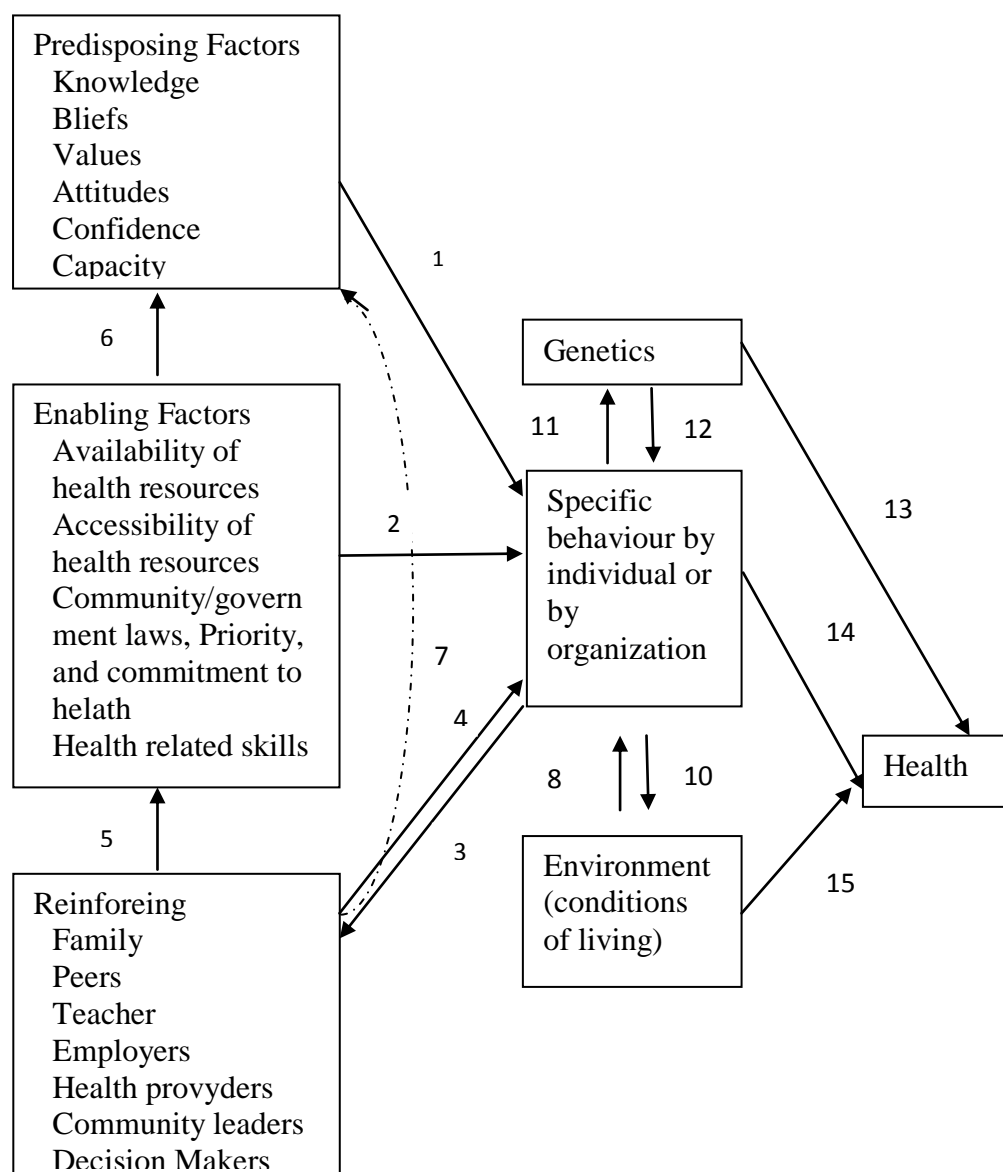 Predisposing Factors
Knowledge
Bliefs
Values
Attitudes
Confidence
Capacity
1
6
Enabling Factors
Availability of
health resources
Accessibility of
health resources
Community/govern
ment laws, Priority,
and commitment to
helath
Health related skills
2
7
4
3
5
Reinforeing
Family
Peers
Teacher
Employers
Health provyders
Community leaders
Decision Makers
Genetics
11
12
13
Specific
behaviour by
individual or
by
organization
14
8
10
Health
Environment
(conditions
of living)
15